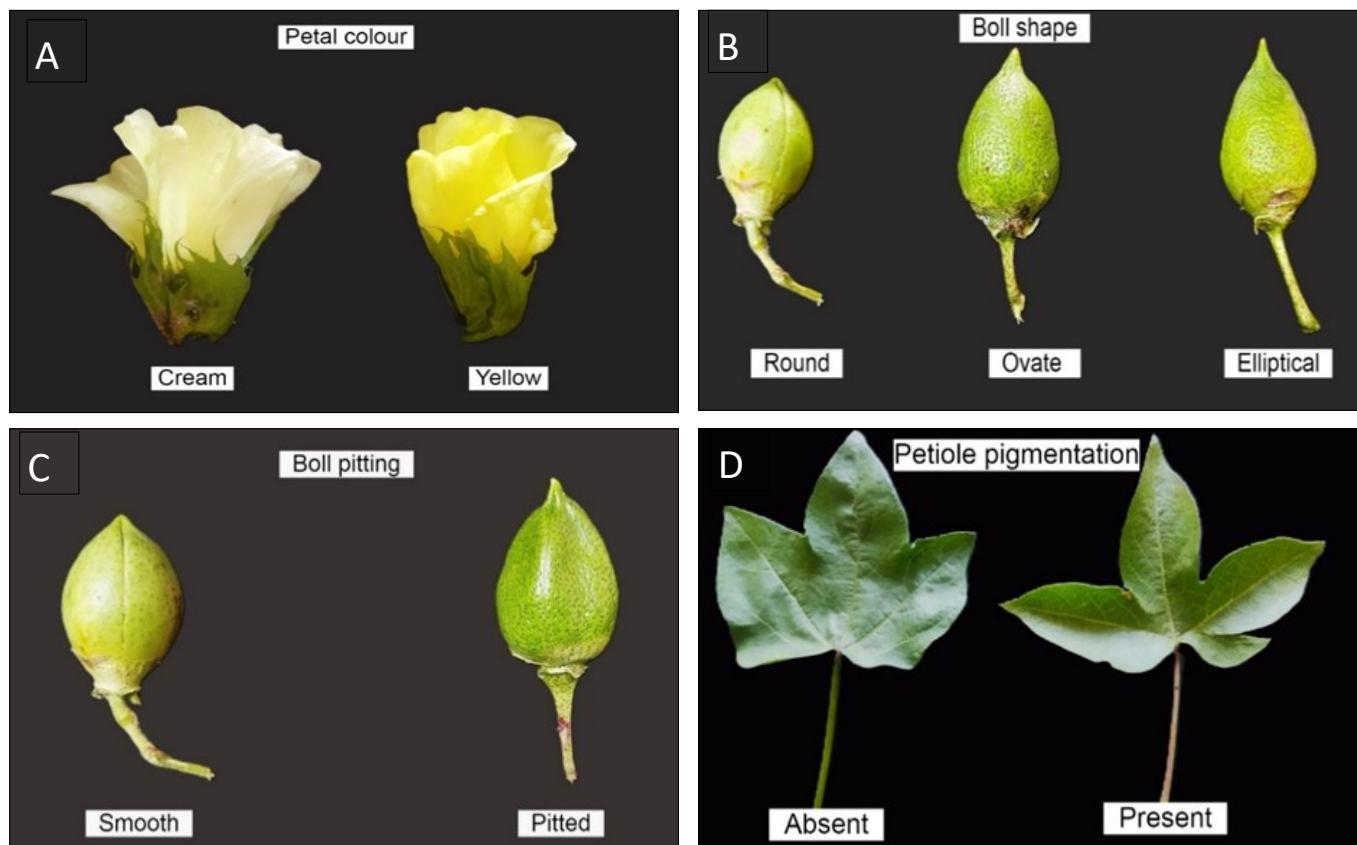 A
Petal colour
Cream
Yellow
B
Boll shape
Round
Ovate
Elliptical
C
Boll pitting
Smooth
Pitted
D
Petiole pigmentation
Absent
Present